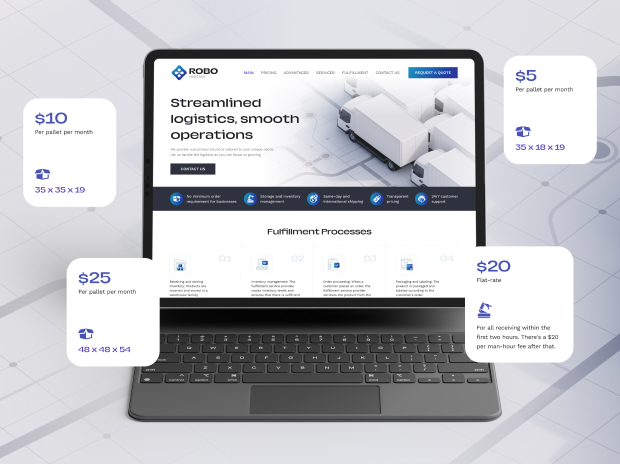 ROBO
LOGISTICS
MAIN
PRICING
ADVANTAGES
SERVICES
FULFILLMENT
CONTACT US
REQUEST A QUOTE
Streamlined
logistics, smooth
operations
We provide customized solutions tailored to your unique needs.
Let us handle the logistics so you can focus on growing.
CONTACT US
No minimum order
requirement for businesses
Storage and inventory
management
Same-day and
international shipping
Transparent
pricing
24/7 customer
support
Fulfillment Processes
01
Receiving and storing
inventory: Products are
received and stored in a
warehouse facility.
02
Inventory management: The
fulfillment service provider
tracks inventory levels and
ensures that there is sufficient
03
Order processing: When a
customer places an order, the
fulfillment service provider
retrieves the product from the
04
Packaging and labeling: The
product is packaged and
labeled according to the
customer's order.
$10
Per pallet per month
35 x 35 x 19
$5
Per pallet per month
35 x 18 x 19
$25
Per pallet per month
48 x 48 x 54
$20
Flat-rate
For all receiving within the
first two hours. There's a $20
per man-hour fee after that.